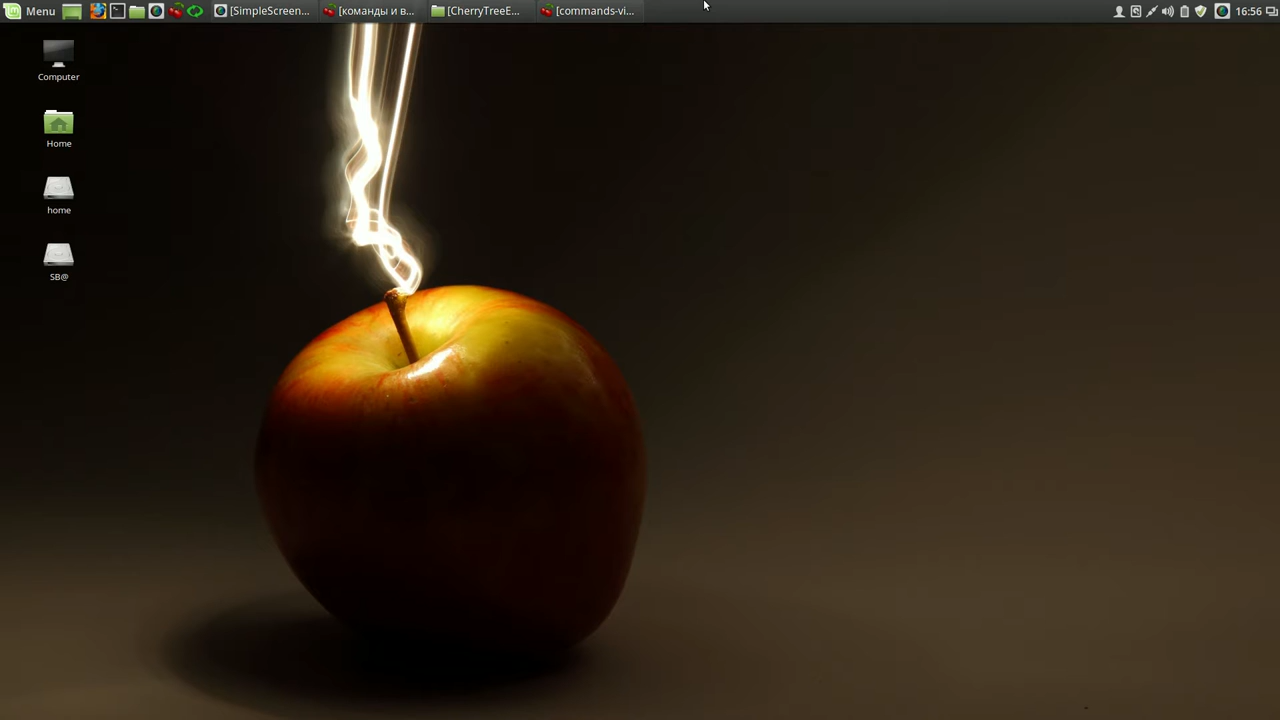 Menu
[SimpleScreen...
[команды и в...
[CherryTreeE...
[commands-vi...
16:56
Computer
Home
home
SB@